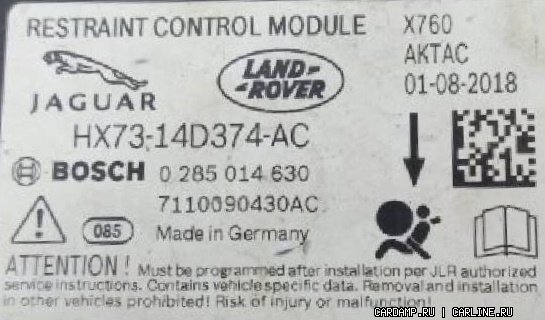 RESTRAINT CONTROL MODULE X760
AKTAC
01-08-2018
JAGUAR
LAND-
ROVER
HX73-14D374-AC
BOSCH 0 285 014 630
7110090430AC
085 Made in Germany
ATTENTION! Must be programmed after installation per JLR authorized
service instructions. Contains vehicle specific data. Removal and installation
in other vehicles prohibited! Risk of injury or malfunction!
CARDAMP.RU | CARLINE.RU